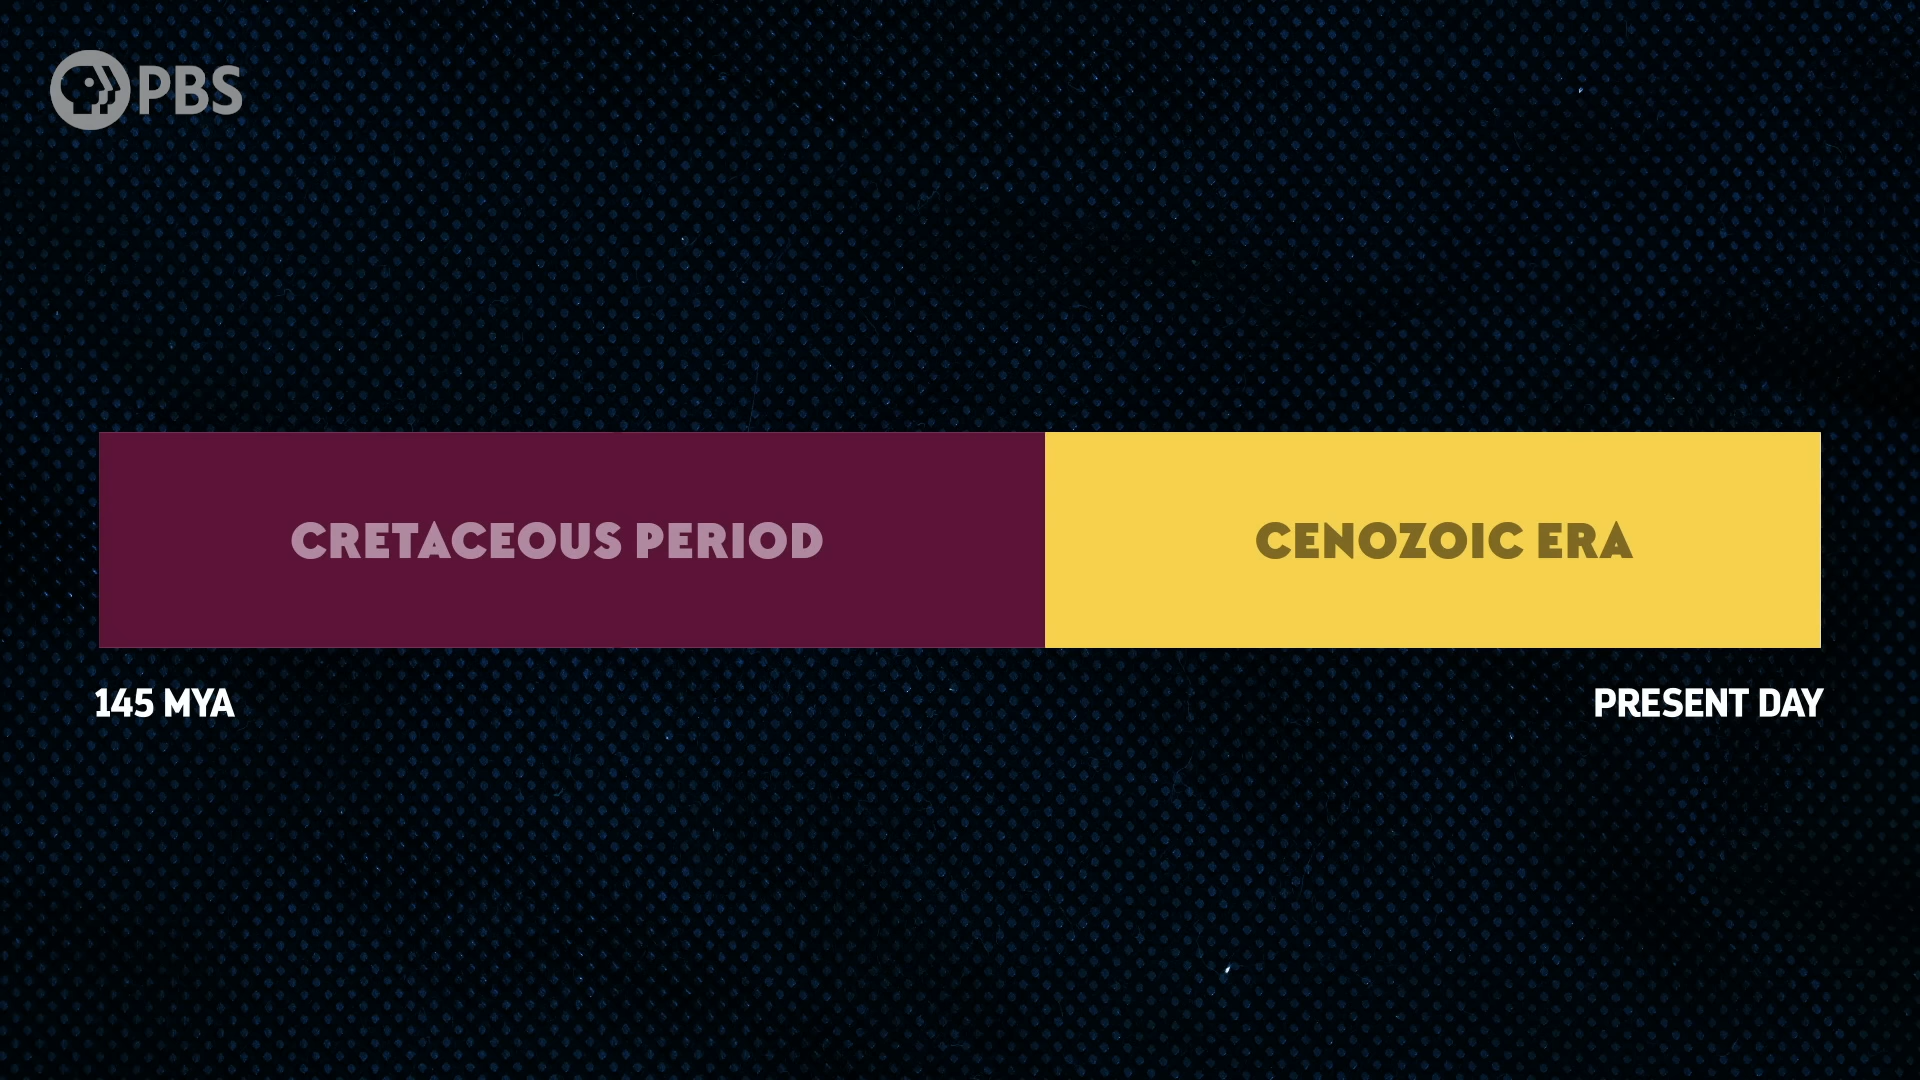 PBS
CRETACEOUS PERIOD
CENOZOIC ERA
145 MYA
PRESENT DAY